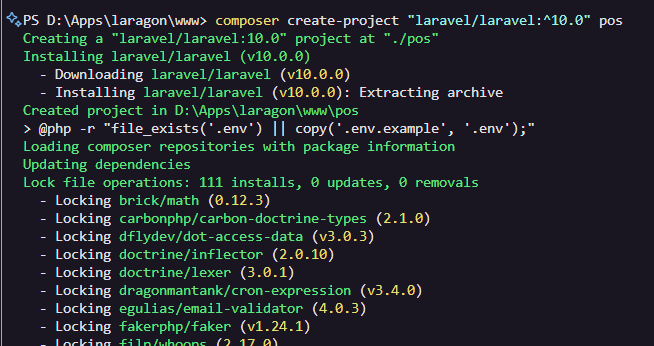 PS D:\Apps\laragon\www> composer create-project "laravel/laravel:^10.0" pos
Creating a "laravel/laravel:10.0" project at "./pos"
Installing laravel/laravel (v10.0.0)
  - Downloading laravel/laravel (v10.0.0)
  - Installing laravel/laravel (v10.0.0): Extracting archive
Created project in D:\Apps\laragon\www\pos
> @php -r "file_exists('.env') || copy('.env.example', '.env');"
Loading composer repositories with package information
Updating dependencies
Lock file operations: 111 installs, 0 updates, 0 removals
  - Locking brick/math (0.12.3)
  - Locking carbonphp/carbon-doctrine-types (2.1.0)
  - Locking dflydev/dot-access-data (v3.0.3)
  - Locking doctrine/inflector (2.0.10)
  - Locking doctrine/lexer (3.0.1)
  - Locking dragonmantank/cron-expression (v3.4.0)
  - Locking egulias/email-validator (4.0.3)
  - Locking fakerphp/faker (v1.24.1)
  - Locking filp/whoops (2.17.0)